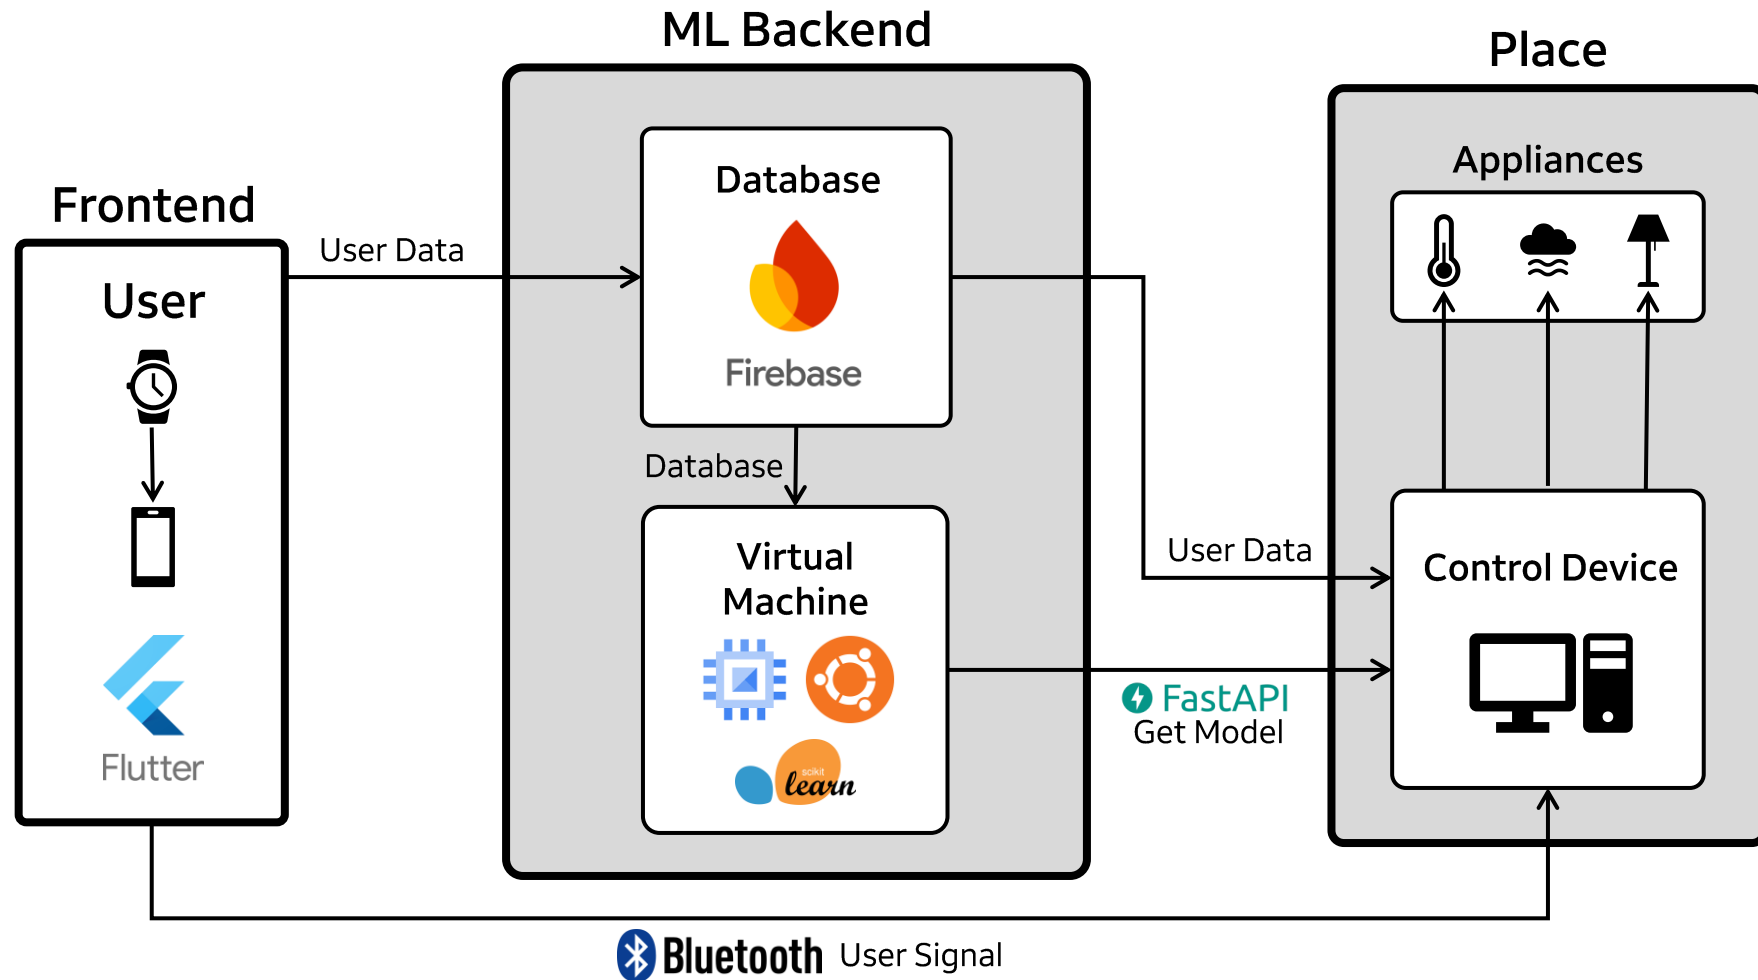 ML Backend
Place
Frontend
User
Flutter
User Data
Database
Firebase
Database
Virtual
Machine
scikit
learn
User Data
FastAPI
Get Model
Appliances
Control Device
Bluetooth User Signal